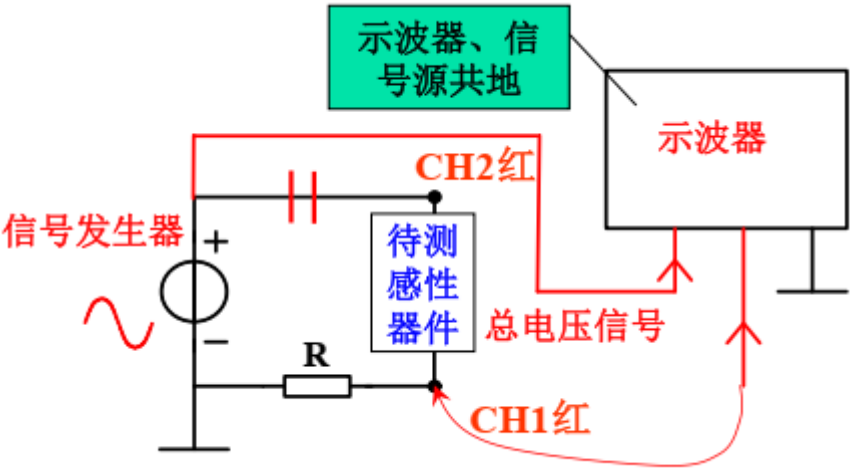 示波器、信
号源共地
示波器
CH2红
信号发生器
+
待测
感性
器件
总电压信号
−
R
CH1红